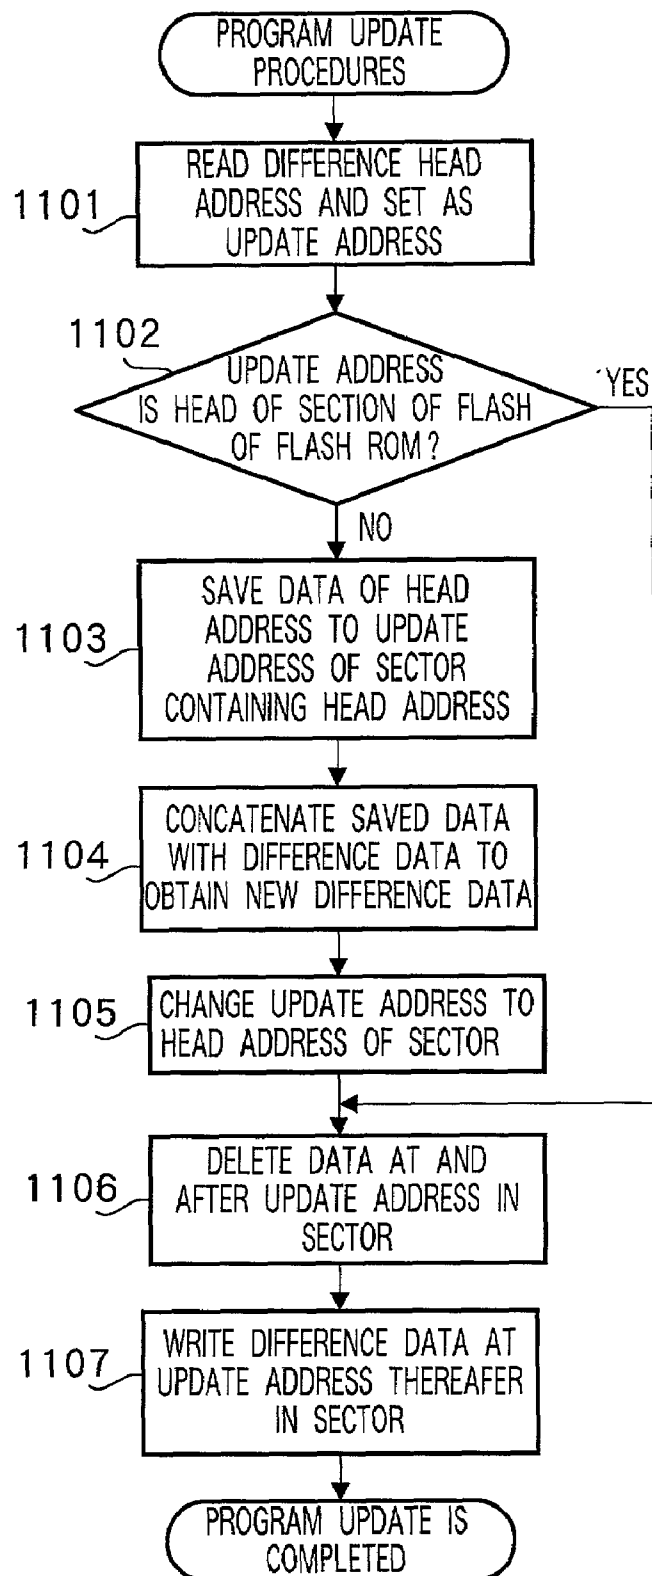 PROGRAM UPDATE
PROCEDURES
1101
READ DIFFERENCE HEAD
ADDRESS AND SET AS
UPDATE ADDRESS
1102
UPDATE ADDRESS
IS HEAD OF SECTION OF FLASH
OF FLASH ROM?
YES
NO
1103
SAVE DATA OF HEAD
ADDRESS TO UPDATE
ADDRESS OF SECTOR
CONTAINING HEAD ADDRESS
1104
CONCATENATE SAVED DATA
WITH DIFFERENCE DATA TO
OBTAIN NEW DIFFERENCE DATA
1105
CHANGE UPDATE ADDRESS TO
HEAD ADDRESS OF SECTOR
1106
DELETE DATA AT AND
AFTER UPDATE ADDRESS IN
SECTOR
1107
WRITE DIFFERENCE DATA AT
UPDATE ADDRESS THEREAFER
IN SECTOR
PROGRAM UPDATE IS
COMPLETED